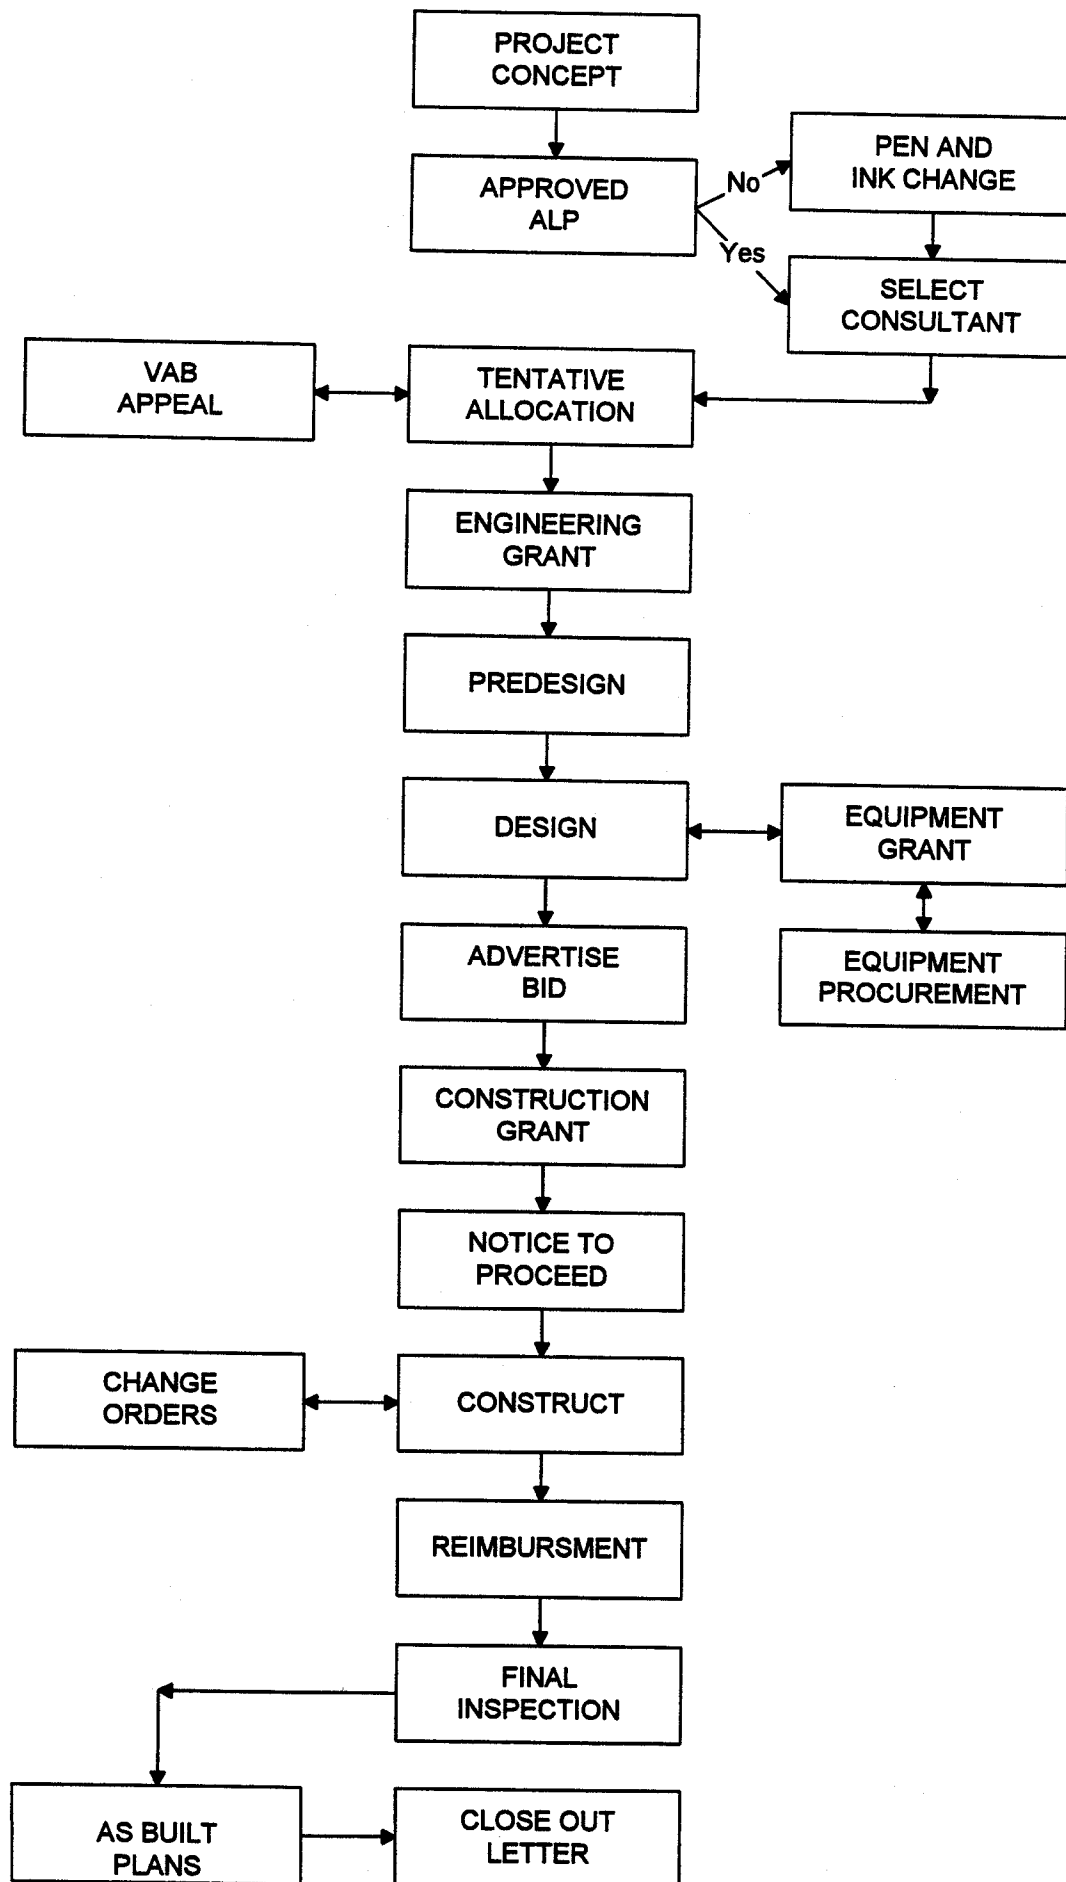 PROJECT
CONCEPT
APPROVED
ALP
No
Yes
PEN AND
INK CHANGE
SELECT
CONSULTANT
VAB
APPEAL
TENTATIVE
ALLOCATION
ENGINEERING
GRANT
PREDESIGN
DESIGN
EQUIPMENT
GRANT
ADVERTISE
BID
EQUIPMENT
PROCUREMENT
CONSTRUCTION
GRANT
NOTICE TO
PROCEED
CHANGE
ORDERS
CONSTRUCT
REIMBURSMENT
FINAL
INSPECTION
AS BUILT
PLANS
CLOSE OUT
LETTER